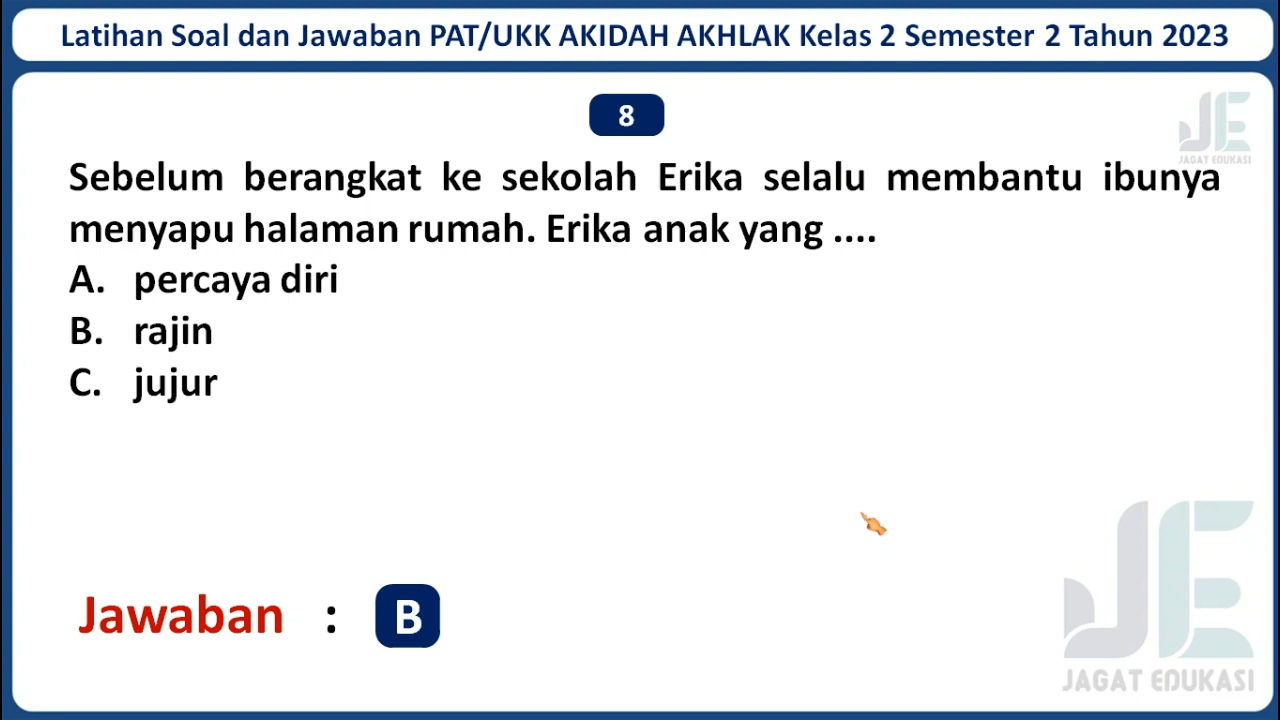 Latihan Soal dan Jawaban PAT/UKK AKIDAH AKHLAK Kelas 2 Semester 2 Tahun 2023
8
JE
JAGAT EDUKASI
Sebelum berangkat ke sekolah Erika selalu membantu ibunya
menyapu halaman rumah. Erika anak yang ....
A. percaya diri
B. rajin
C. jujur
Jawaban : B
JE
JAGAT EDUKASI